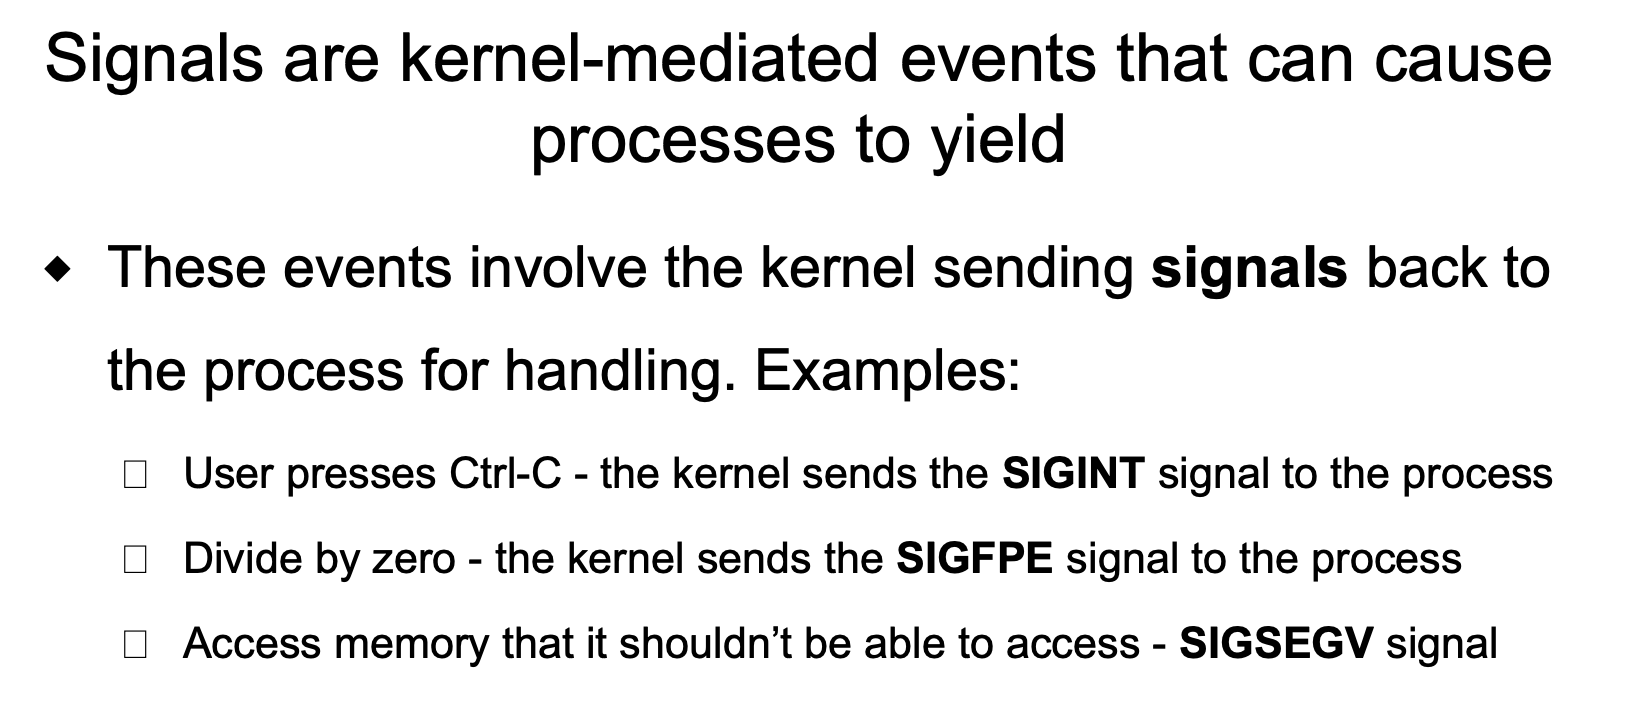 Signals are kernel-mediated events that can cause
processes to yield
◆ These events involve the kernel sending signals back to
the process for handling. Examples:
□ User presses Ctrl-C - the kernel sends the SIGINT signal to the process
□ Divide by zero - the kernel sends the SIGFPE signal to the process
□ Access memory that it shouldn’t be able to access - SIGSEGV signal